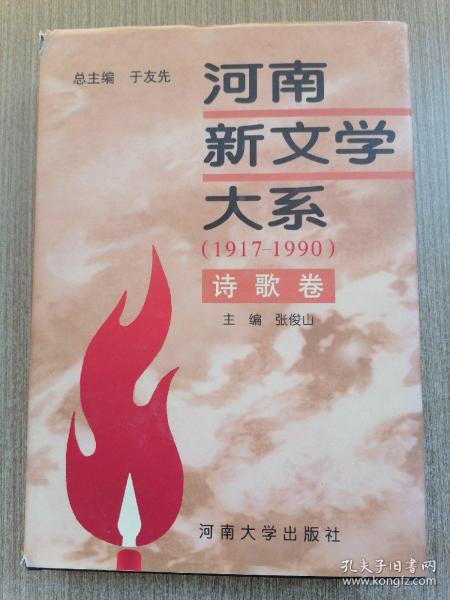 总主编 于友先
河南
新文学
大系
(1917-1990)
诗歌卷
主编 张俊山
河南大学出版社
孔夫子旧书网
www.kongfz.com